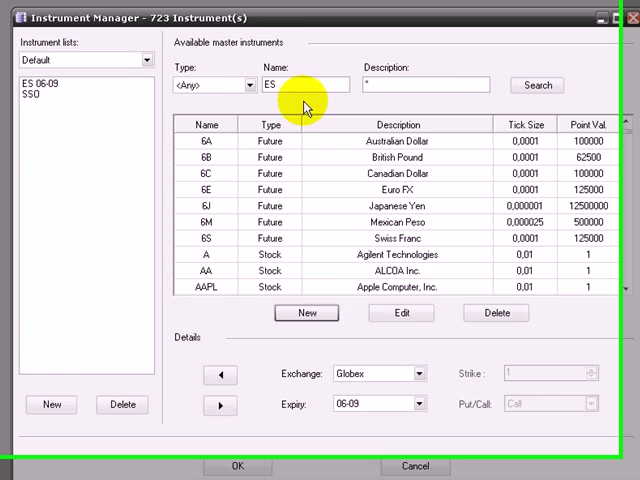 Instrument Manager - 723 Instrument(s)
Instrument lists:
Default
ES 06-09
SSO
New Delete
Available master instruments
Type: Name: Description:
<Any> ES * Search
Name Type Description Tick Size Point Val.
6A Future Australian Dollar 0,0001 100000
6B Future British Pound 0,0001 62500
6C Future Canadian Dollar 0,0001 100000
6E Future Euro FX 0,0001 125000
6J Future Japanese Yen 0,000001 12500000
6M Future Mexican Peso 0,000025 500000
6S Future Swiss Franc 0,0001 125000
A Stock Agilent Technologies 0,01 1
AA Stock ALCOA Inc. 0,01 1
AAPL Stock Apple Computer, Inc. 0,01 1
New Edit Delete
Details
Exchange: Globex Strike : 1
Expiry: 06-09 Put/Call: Call
OK Cancel